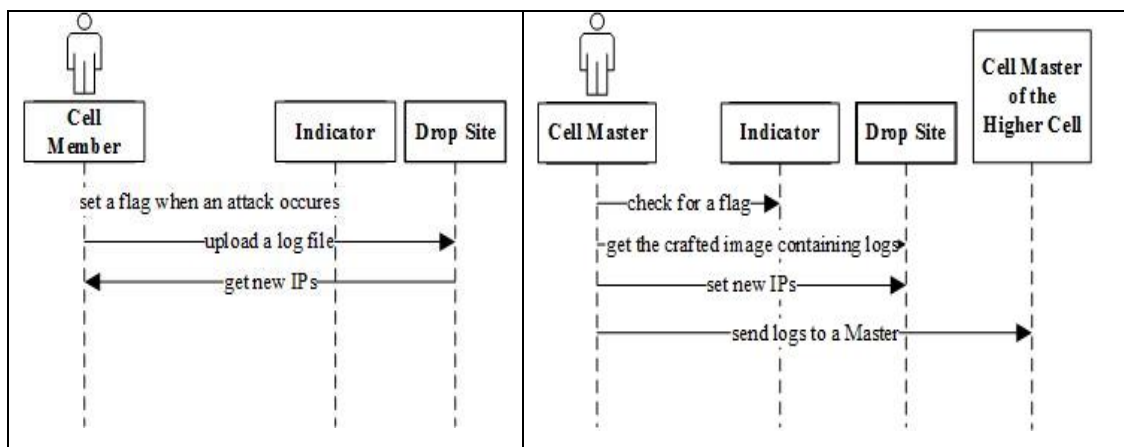 Cell
Member
Indicator
Drop Site
set a flag when an attack occures
upload a log file
get new IPs
Cell Master
Indicator
Drop Site
Cell Master
of the
Higher Cell
check for a flag
get the crafted image containing logs
set new IPs
send logs to a Master